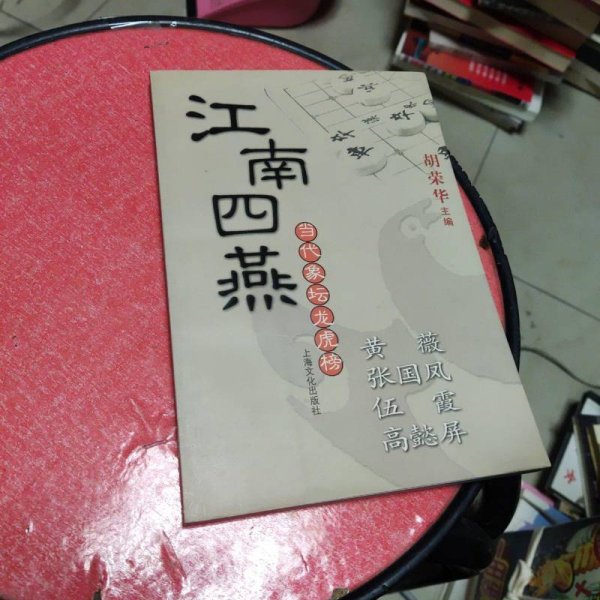 江南四燕
当代象坛龙虎榜
上海文化出版社
胡荣华 主编
黄薇
张国凤
伍霞
高懿屏